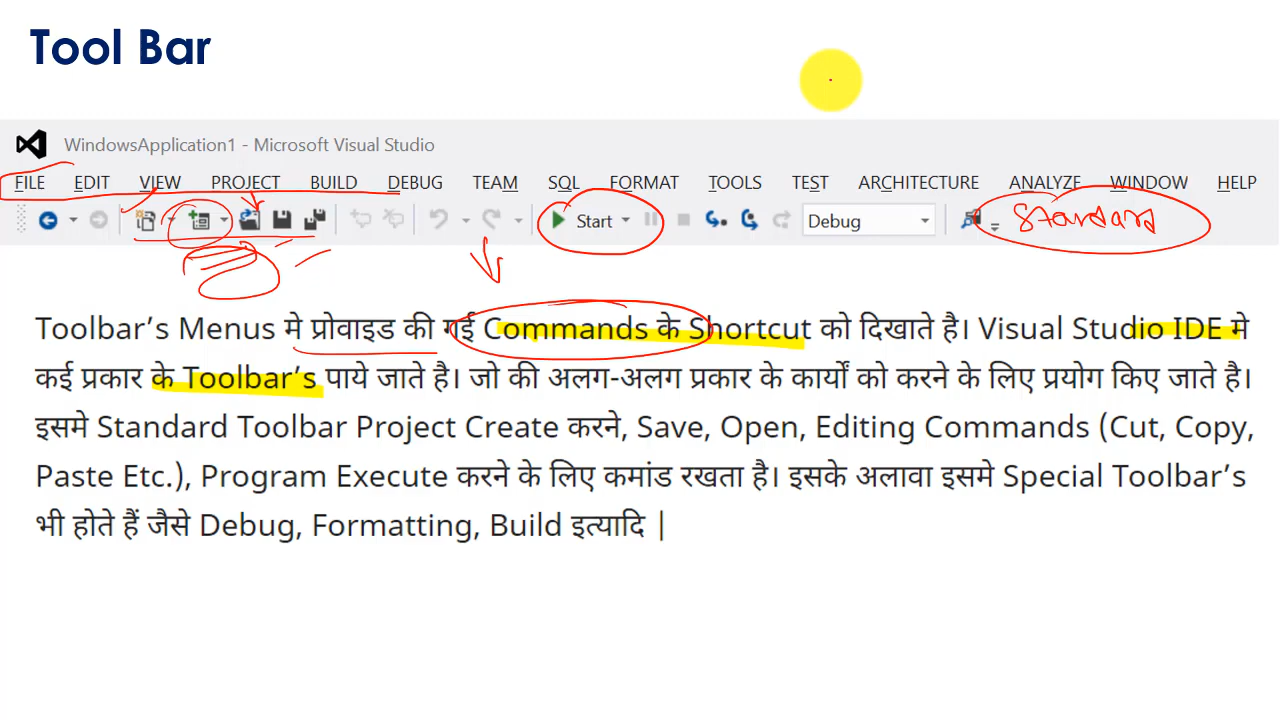 Tool Bar
WindowsApplication1 - Microsoft Visual Studio
FILE EDIT VIEW PROJECT BUILD DEBUG TEAM SQL FORMAT TOOLS TEST ARCHITECTURE ANALYZE WINDOW HELP
Start Debug Standard
Toolbar's Menus मे प्रोवाइड की गई Commands के Shortcut को दिखाते है। Visual Studio IDE मे
कई प्रकार के Toolbar's पाये जाते है। जो की अलग-अलग प्रकार के कार्यों को करने के लिए प्रयोग किए जाते है।
इसमे Standard Toolbar Project Create करने, Save, Open, Editing Commands (Cut, Copy,
Paste Etc.), Program Execute करने के लिए कमांड रखता है। इसके अलावा इसमे Special Toolbar's
भी होते हैं जैसे Debug, Formatting, Build इत्यादि |